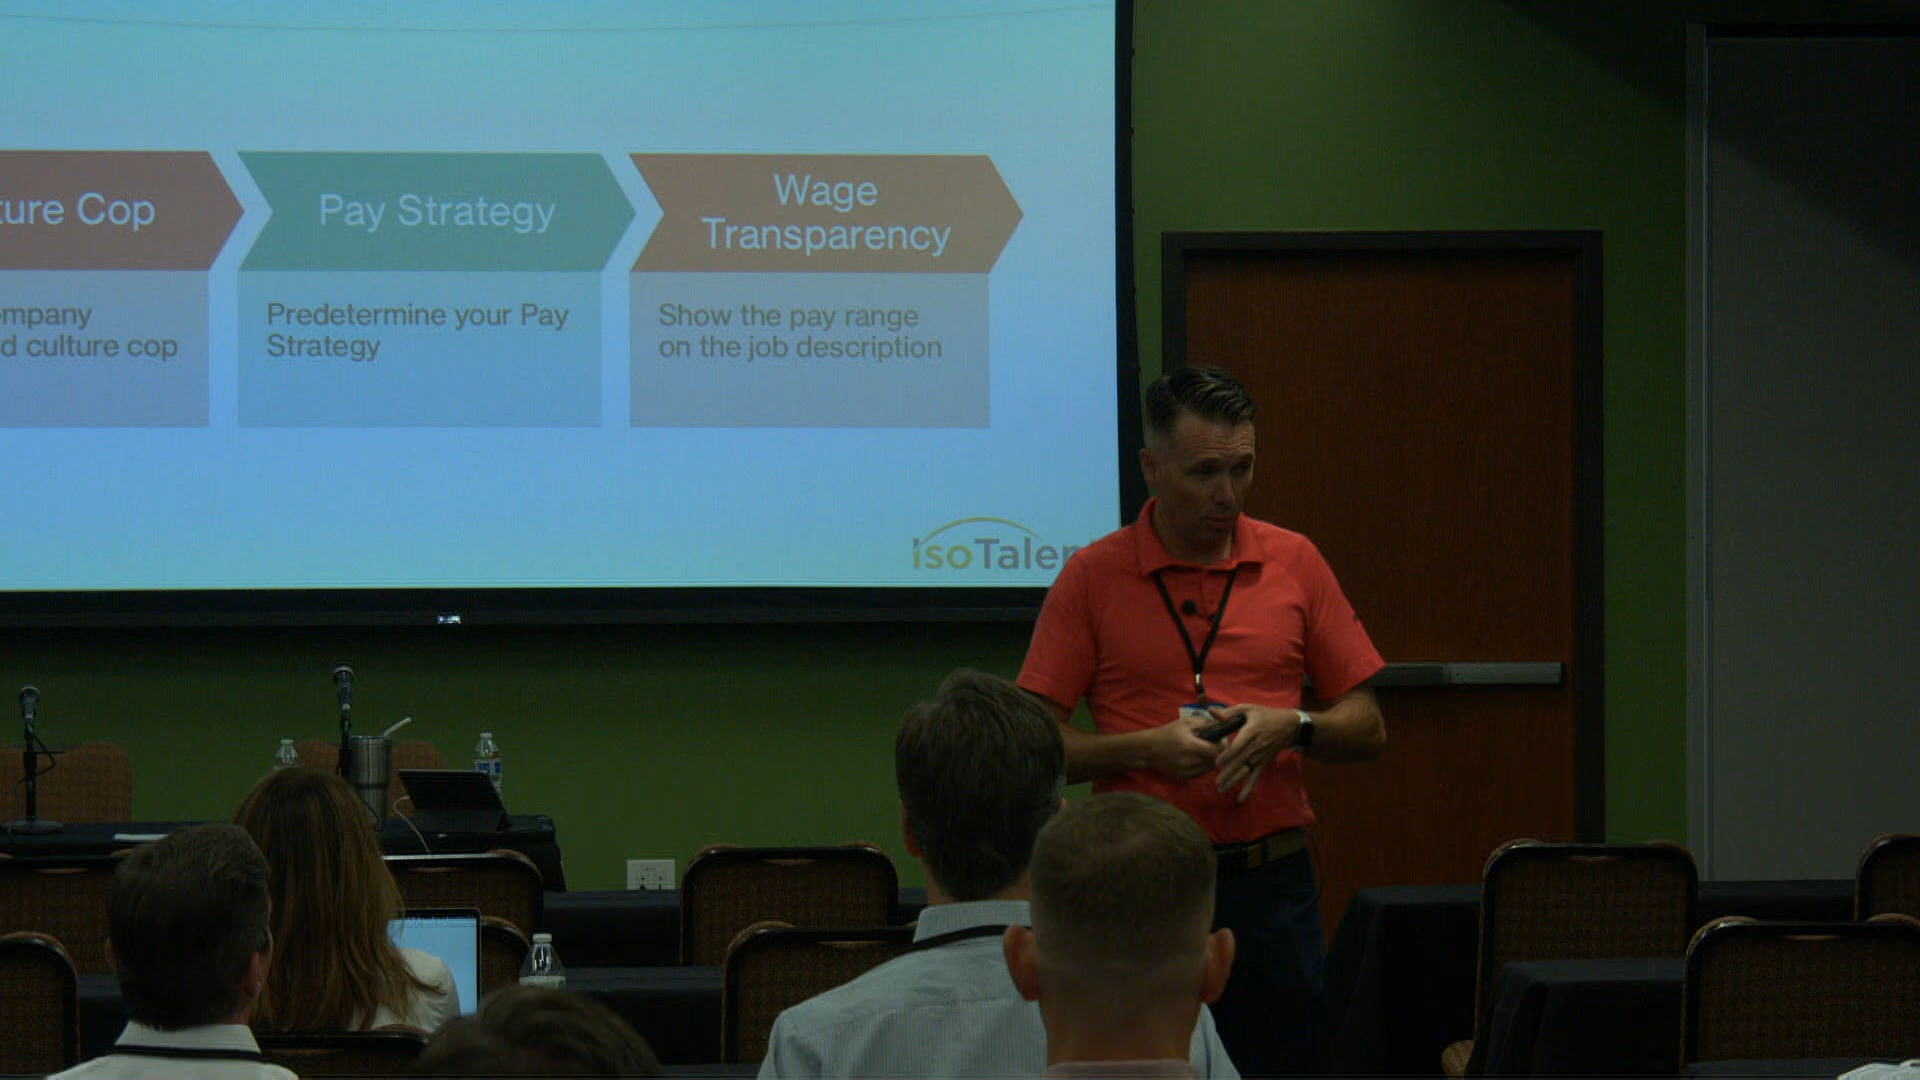 ture Cop
Pay Strategy
Wage
Transparency
mpany
d culture cop
Predetermine your Pay
Strategy
Show the pay range
on the job description
IsoTalen